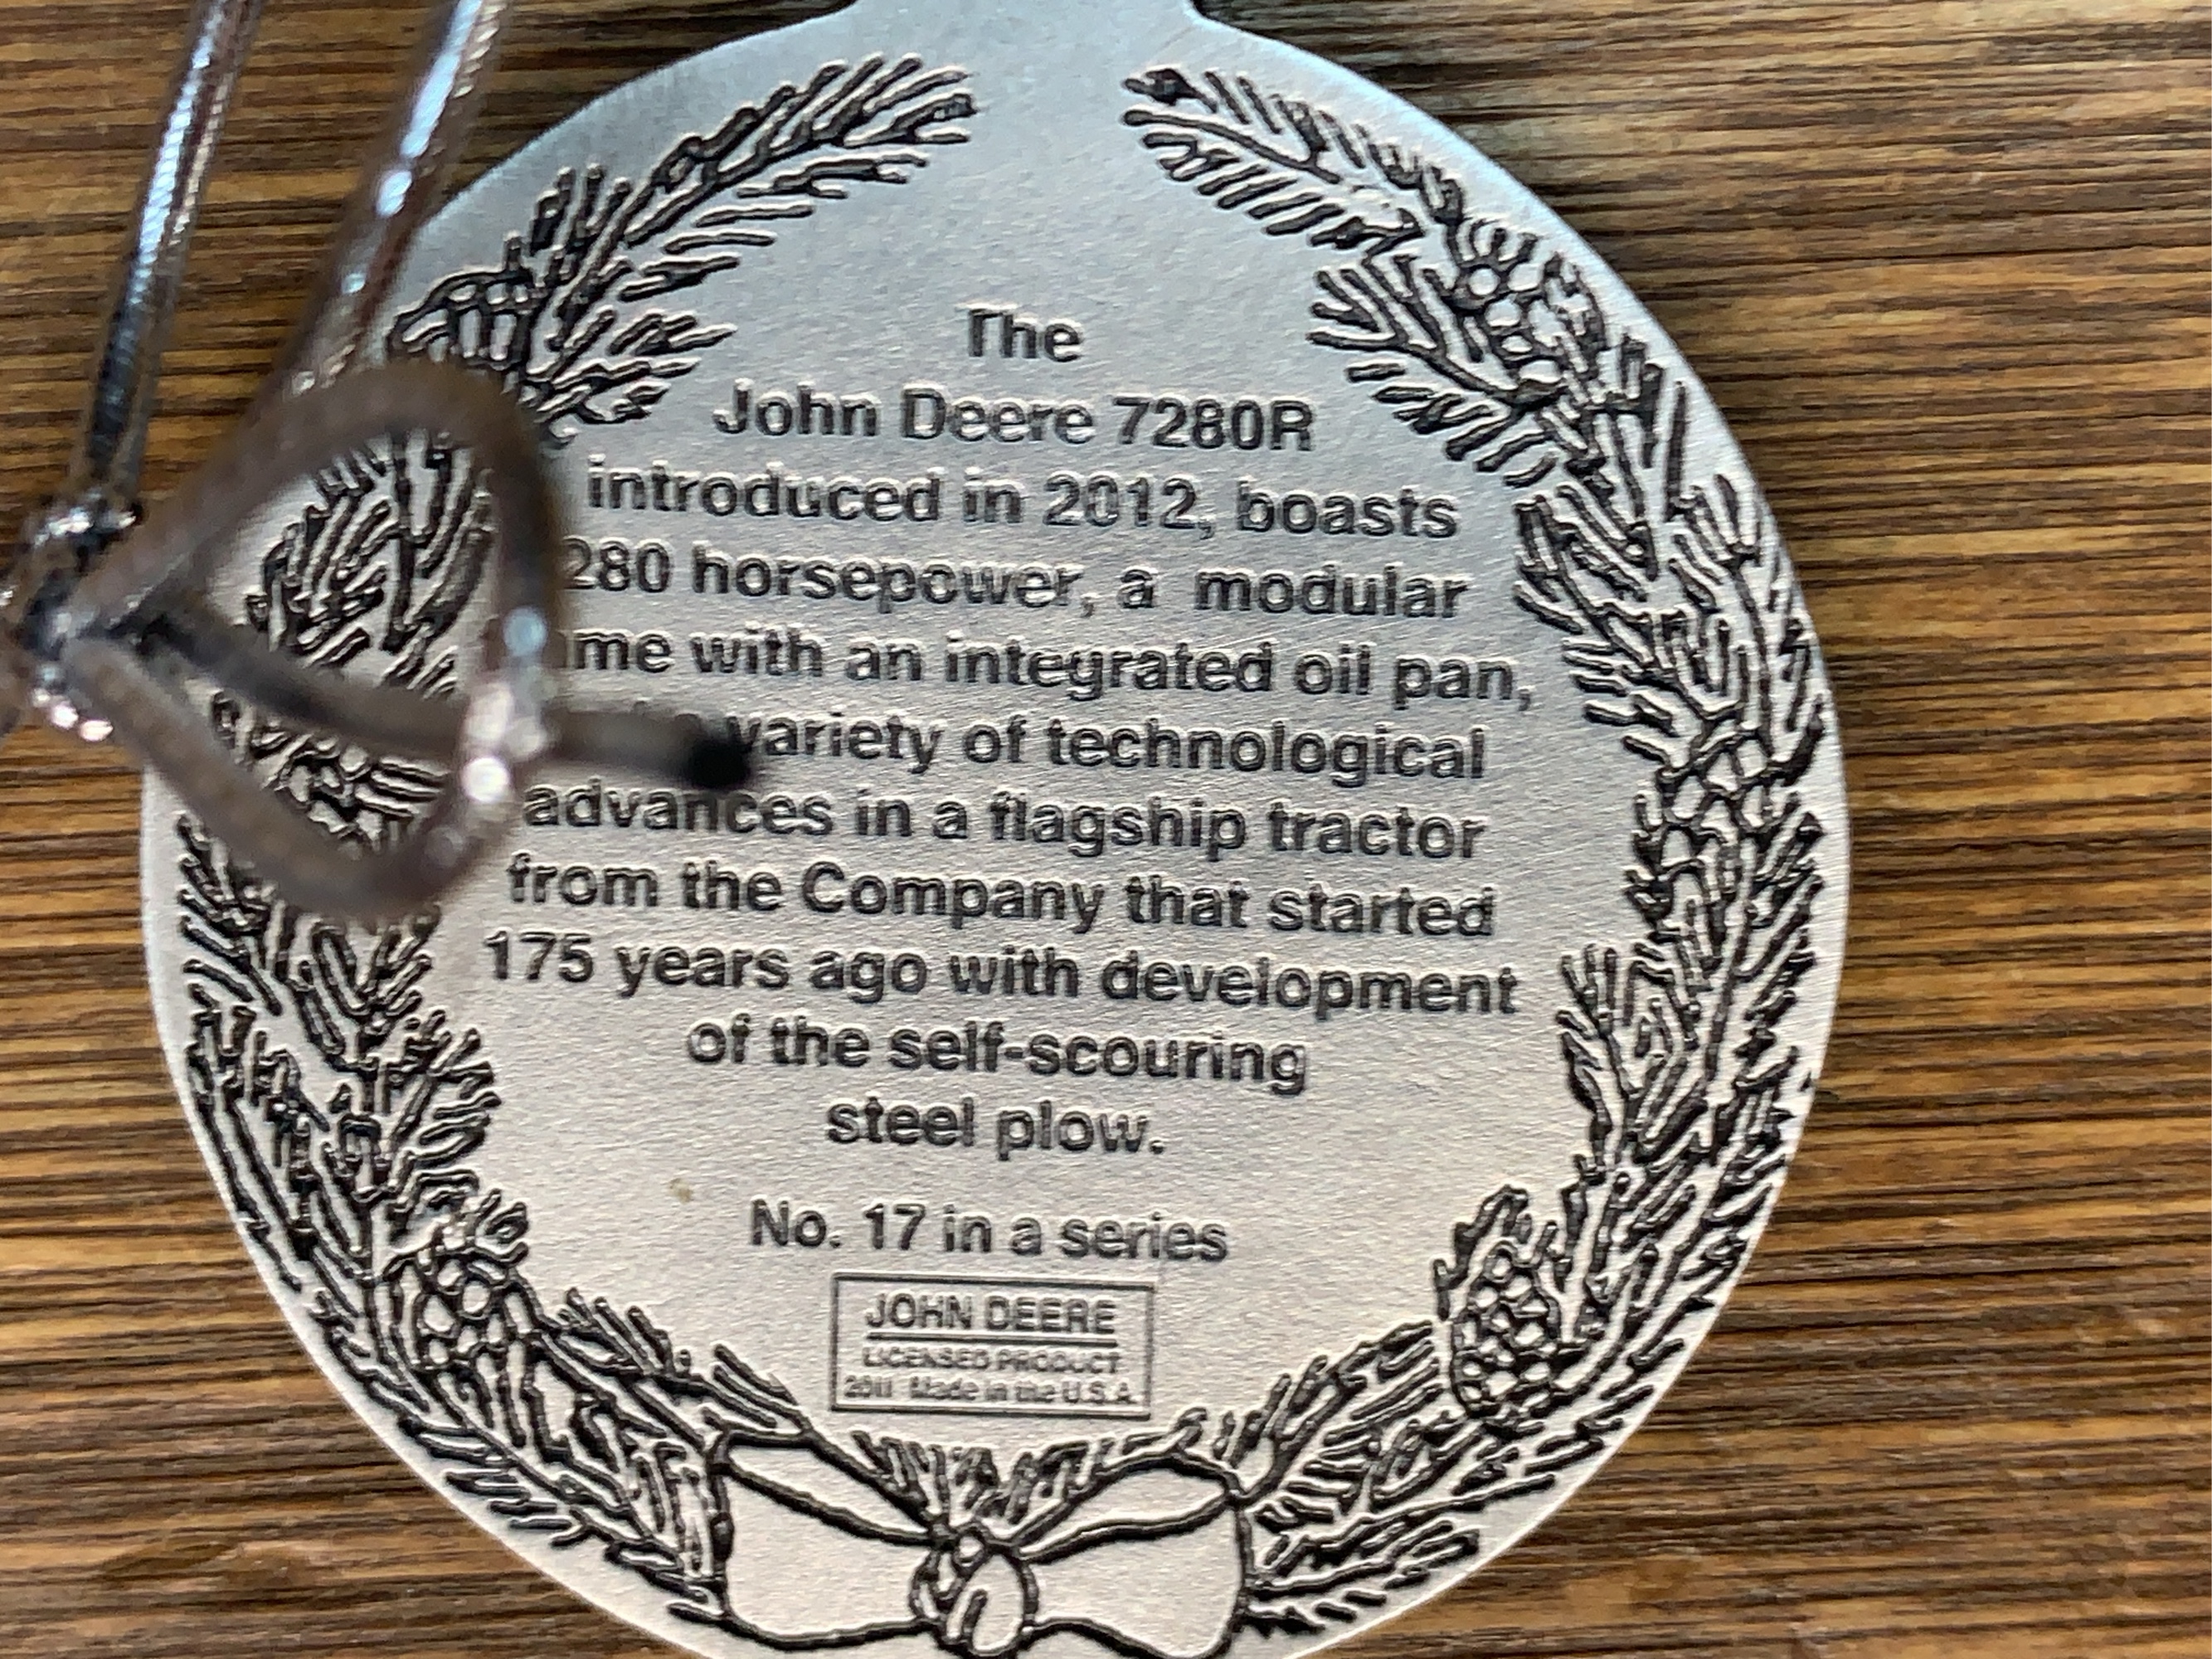 The
John Deere 7280R
introduced in 2012, boasts
280 horsepower, a modular
me with an integrated oil pan,
variety of technological
advances in a flagship tractor
from the Company that started
175 years ago with development
of the self-scouring
steel plow.
No. 17 in a series
JOHN DEERE
LICENSED PRODUCT
2011 Made in the U.S.A.